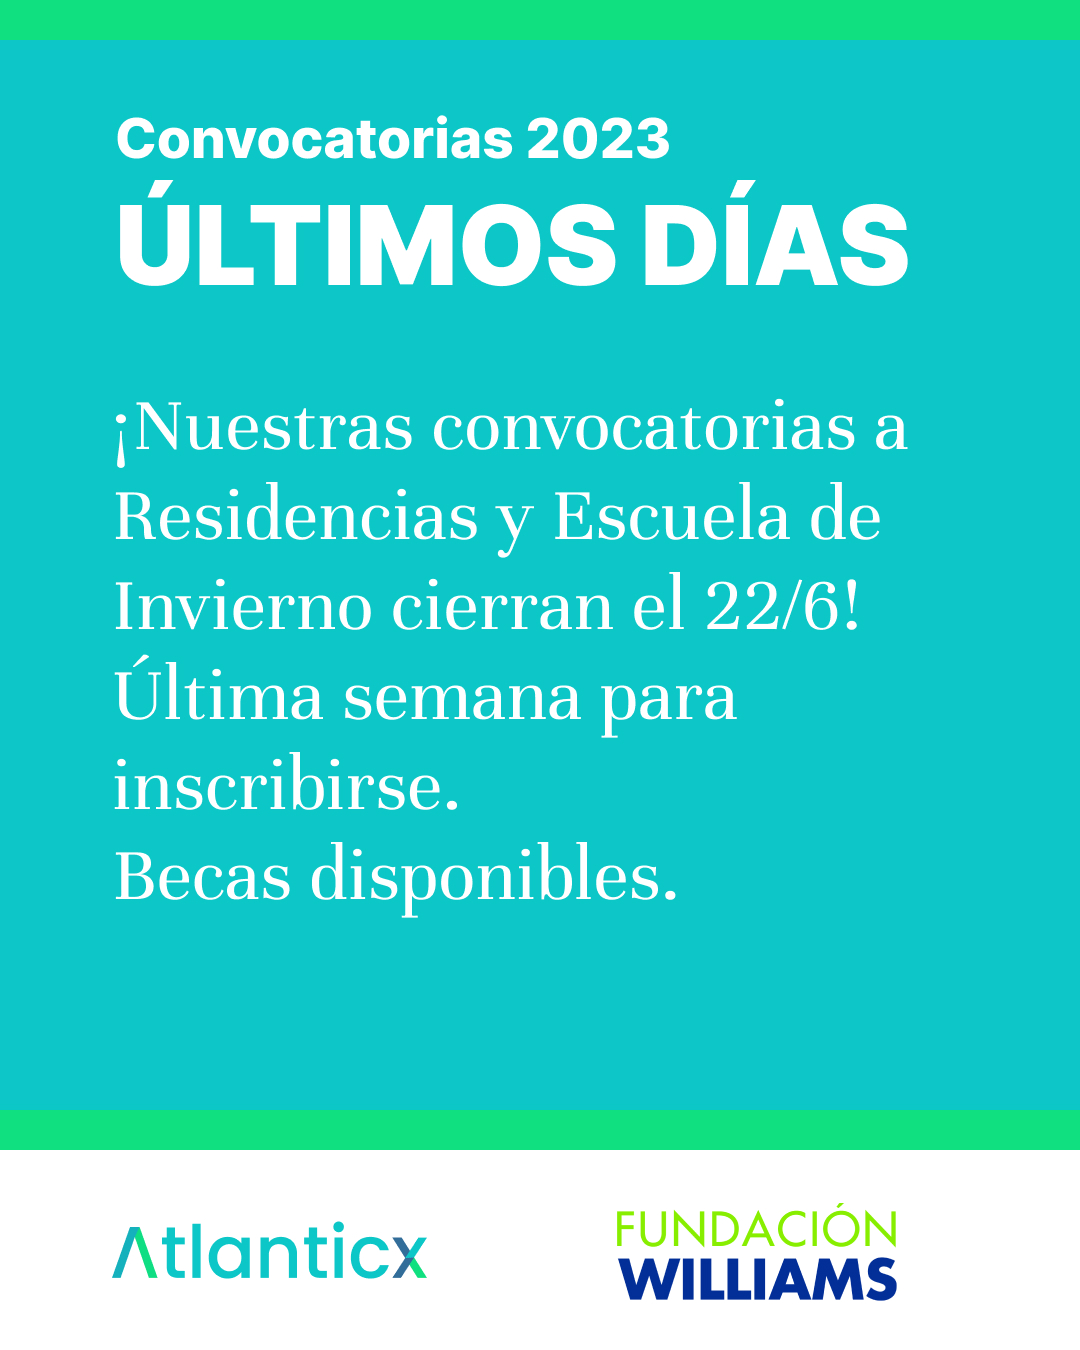 Convocatorias 2023
ÚLTIMOS DÍAS
¡Nuestras convocatorias a
Residencias y Escuela de
Invierno cierran el 22/6!
Última semana para
inscribirse.
Becas disponibles.
Atlanticx
FUNDACIÓN
WILLIAMS